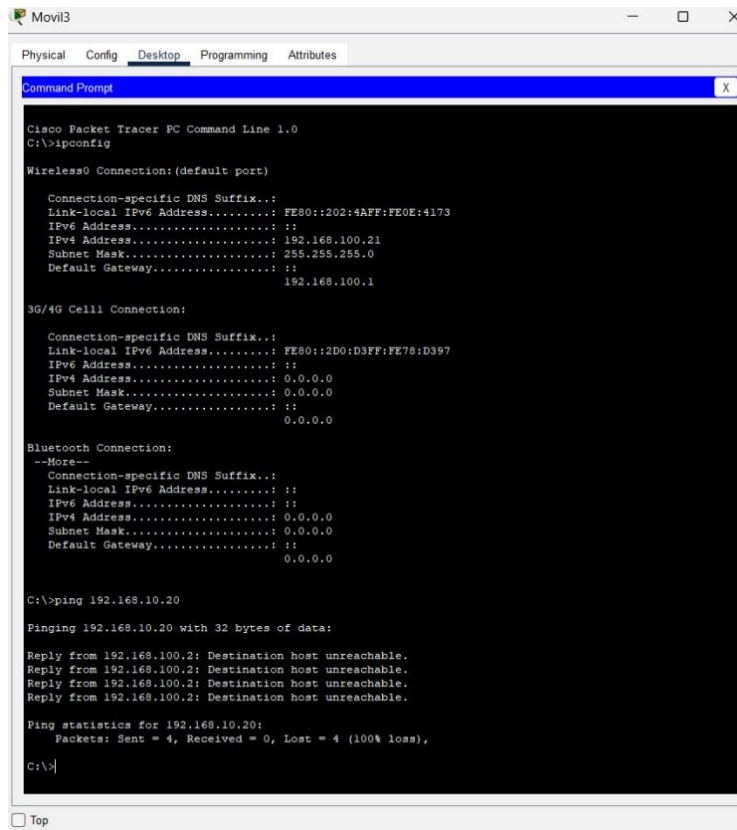 Movil3
Physical Config Desktop Programming Attributes
Command Prompt
X
Cisco Packet Tracer PC Command Line 1.0
C:\>ipconfig
Wireless0 Connection:(default port)
Connection-specific DNS Suffix..:
Link-local IPv6 Address.........: FE80::202:4AFF:FE0E:4173
IPv6 Address....................: ::
IPv4 Address....................: 192.168.100.21
Subnet Mask.....................: 255.255.255.0
Default Gateway.................: ::
192.168.100.1
3G/4G Cell1 Connection:
Connection-specific DNS Suffix..:
Link-local IPv6 Address.........: FE80::2D0:D3FF:FE78:D397
IPv6 Address....................: ::
IPv4 Address....................: 0.0.0.0
Subnet Mask.....................: 0.0.0.0
Default Gateway.................: ::
0.0.0.0
Bluetooth Connection:
--More--
Connection-specific DNS Suffix..:
Link-local IPv6 Address.........: ::
IPv6 Address....................: ::
IPv4 Address....................: 0.0.0.0
Subnet Mask.....................: 0.0.0.0
Default Gateway.................: ::
0.0.0.0
C:\>ping 192.168.10.20
Pinging 192.168.10.20 with 32 bytes of data:
Reply from 192.168.100.2: Destination host unreachable.
Reply from 192.168.100.2: Destination host unreachable.
Reply from 192.168.100.2: Destination host unreachable.
Reply from 192.168.100.2: Destination host unreachable.
Ping statistics for 192.168.10.20:
Packets: Sent = 4, Received = 0, Lost = 4 (100% loss),
C:\>
Top